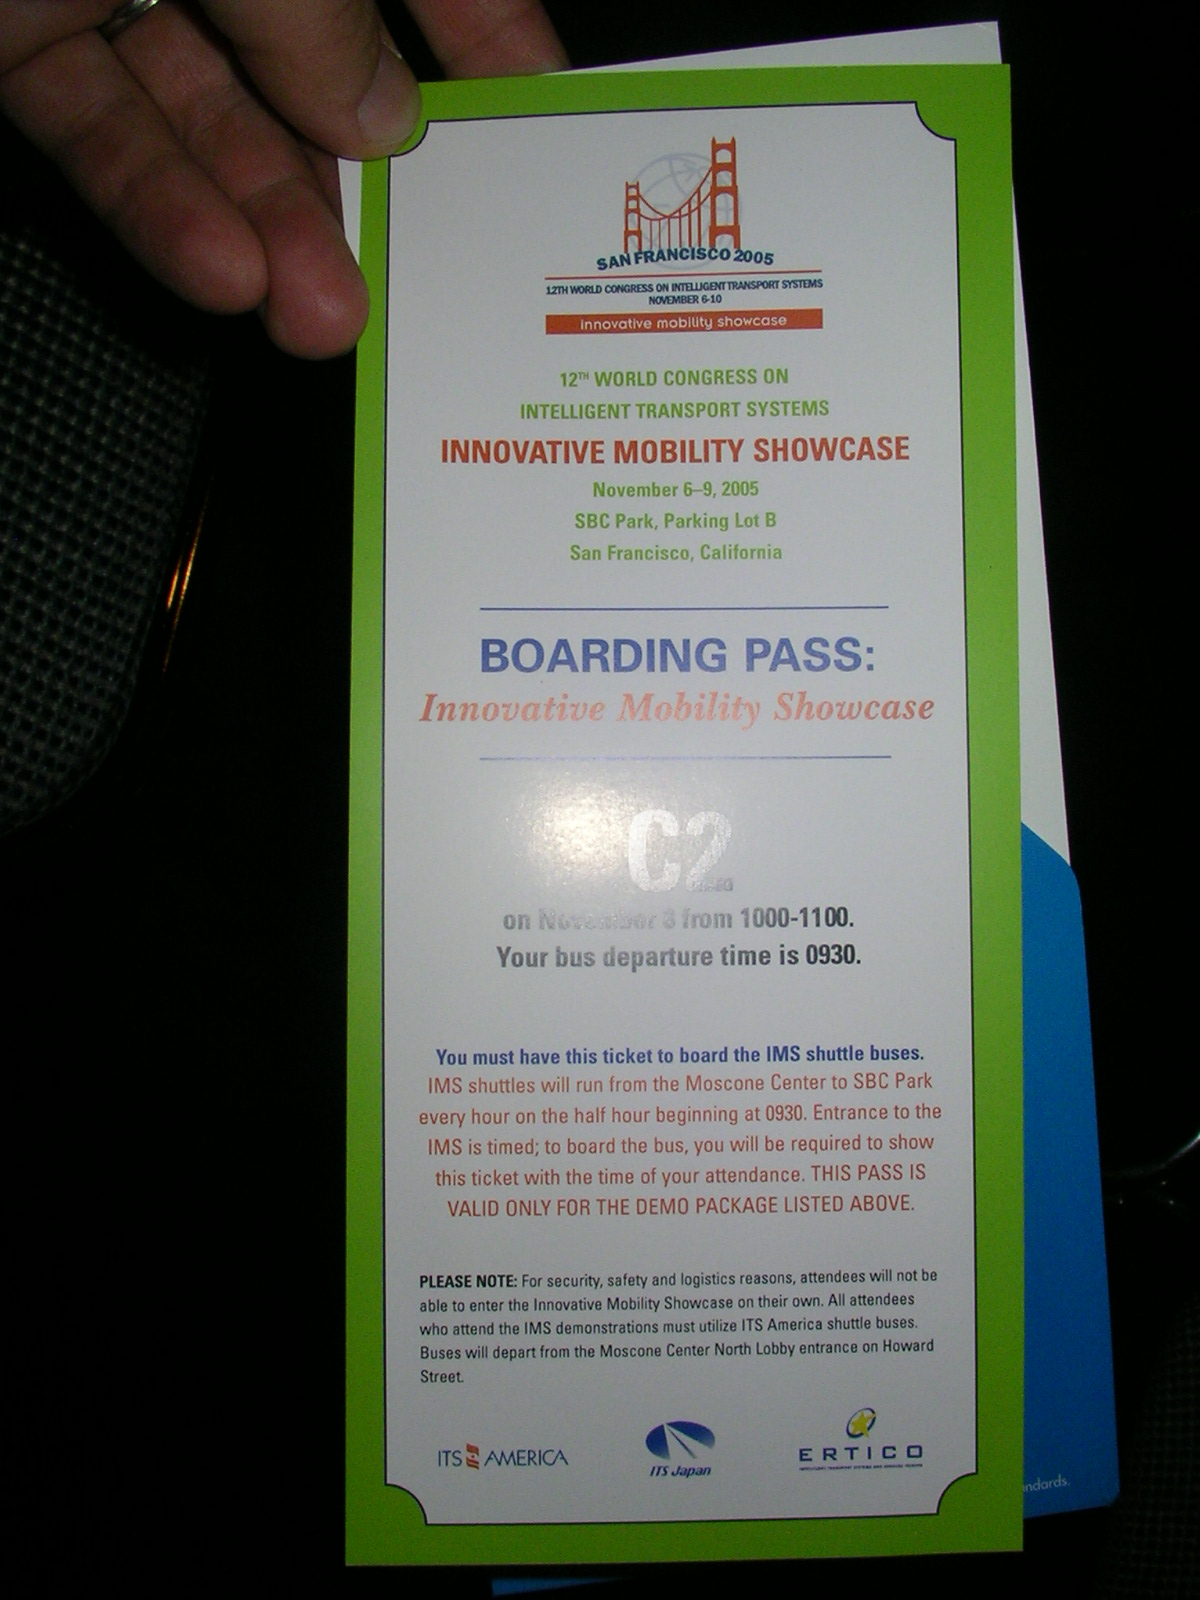 SAN FRANCISCO 2005
12TH WORLD CONGRESS ON INTELLIGENT TRANSPORT SYSTEMS
NOVEMBER 6-10
innovative mobility showcase
12TH WORLD CONGRESS ON
INTELLIGENT TRANSPORT SYSTEMS
INNOVATIVE MOBILITY SHOWCASE
November 6–9, 2005
SBC Park, Parking Lot B
San Francisco, California
BOARDING PASS:
Innovative Mobility Showcase
C2
on November 8 from 1000-1100.
Your bus departure time is 0930.
You must have this ticket to board the IMS shuttle buses.
IMS shuttles will run from the Moscone Center to SBC Park
every hour on the half hour beginning at 0930. Entrance to the
IMS is timed; to board the bus, you will be required to show
this ticket with the time of your attendance. THIS PASS IS
VALID ONLY FOR THE DEMO PACKAGE LISTED ABOVE.
PLEASE NOTE: For security, safety and logistics reasons, attendees will not be
able to enter the Innovative Mobility Showcase on their own. All attendees
who attend the IMS demonstrations must utilize ITS America shuttle buses.
Buses will depart from the Moscone Center North Lobby entrance on Howard
Street.
ITS AMERICA
ITS Japan
ERTICO
ndards.